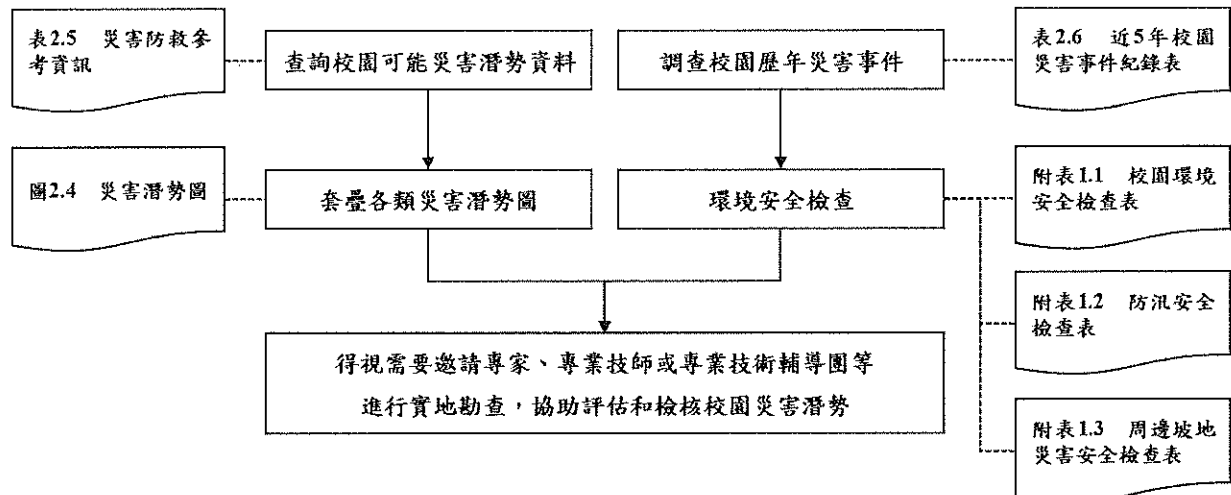 表2.5 災害防救參
考資訊
查詢校園可能災害潛勢資料
調查校園歷年災害事件
表2.6 近5年校園
災害事件紀錄表
圖2.4 災害潛勢圖
套疊各類災害潛勢圖
環境安全檢查
附表1.1 校園環境
安全檢查表
附表1.2 防汛安全
檢查表
得視需要邀請專家、專業技師或專業技術輔導團等
進行實地勘查，協助評估和檢核校園災害潛勢
附表1.3 周邊坡地
災害安全檢查表